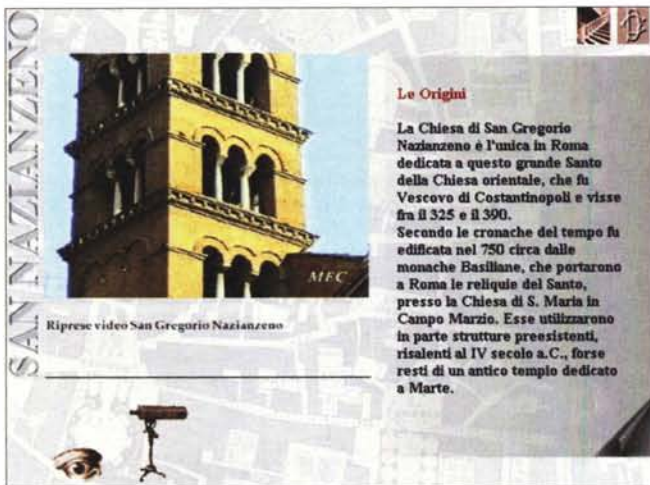 SAN NAZIANZENO
MEC
Riprese video San Gregorio Nazianzeno
Le Origini
La Chiesa di San Gregorio
Nazianzeno è l'unica in Roma
dedicata a questo grande Santo
della Chiesa orientale, che fu
Vescovo di Costantinopoli e visse
fra il 325 e il 390.
Secondo le cronache del tempo fu
edificata nel 750 circa dalle
monache Basiliane, che portarono
a Roma le reliquie del Santo,
presso la Chiesa di S. Maria in
Campo Marzio. Esse utilizzarono
in parte strutture preesistenti,
risalenti al IV secolo a.C., forse
resti di un antico tempio dedicato
a Marte.